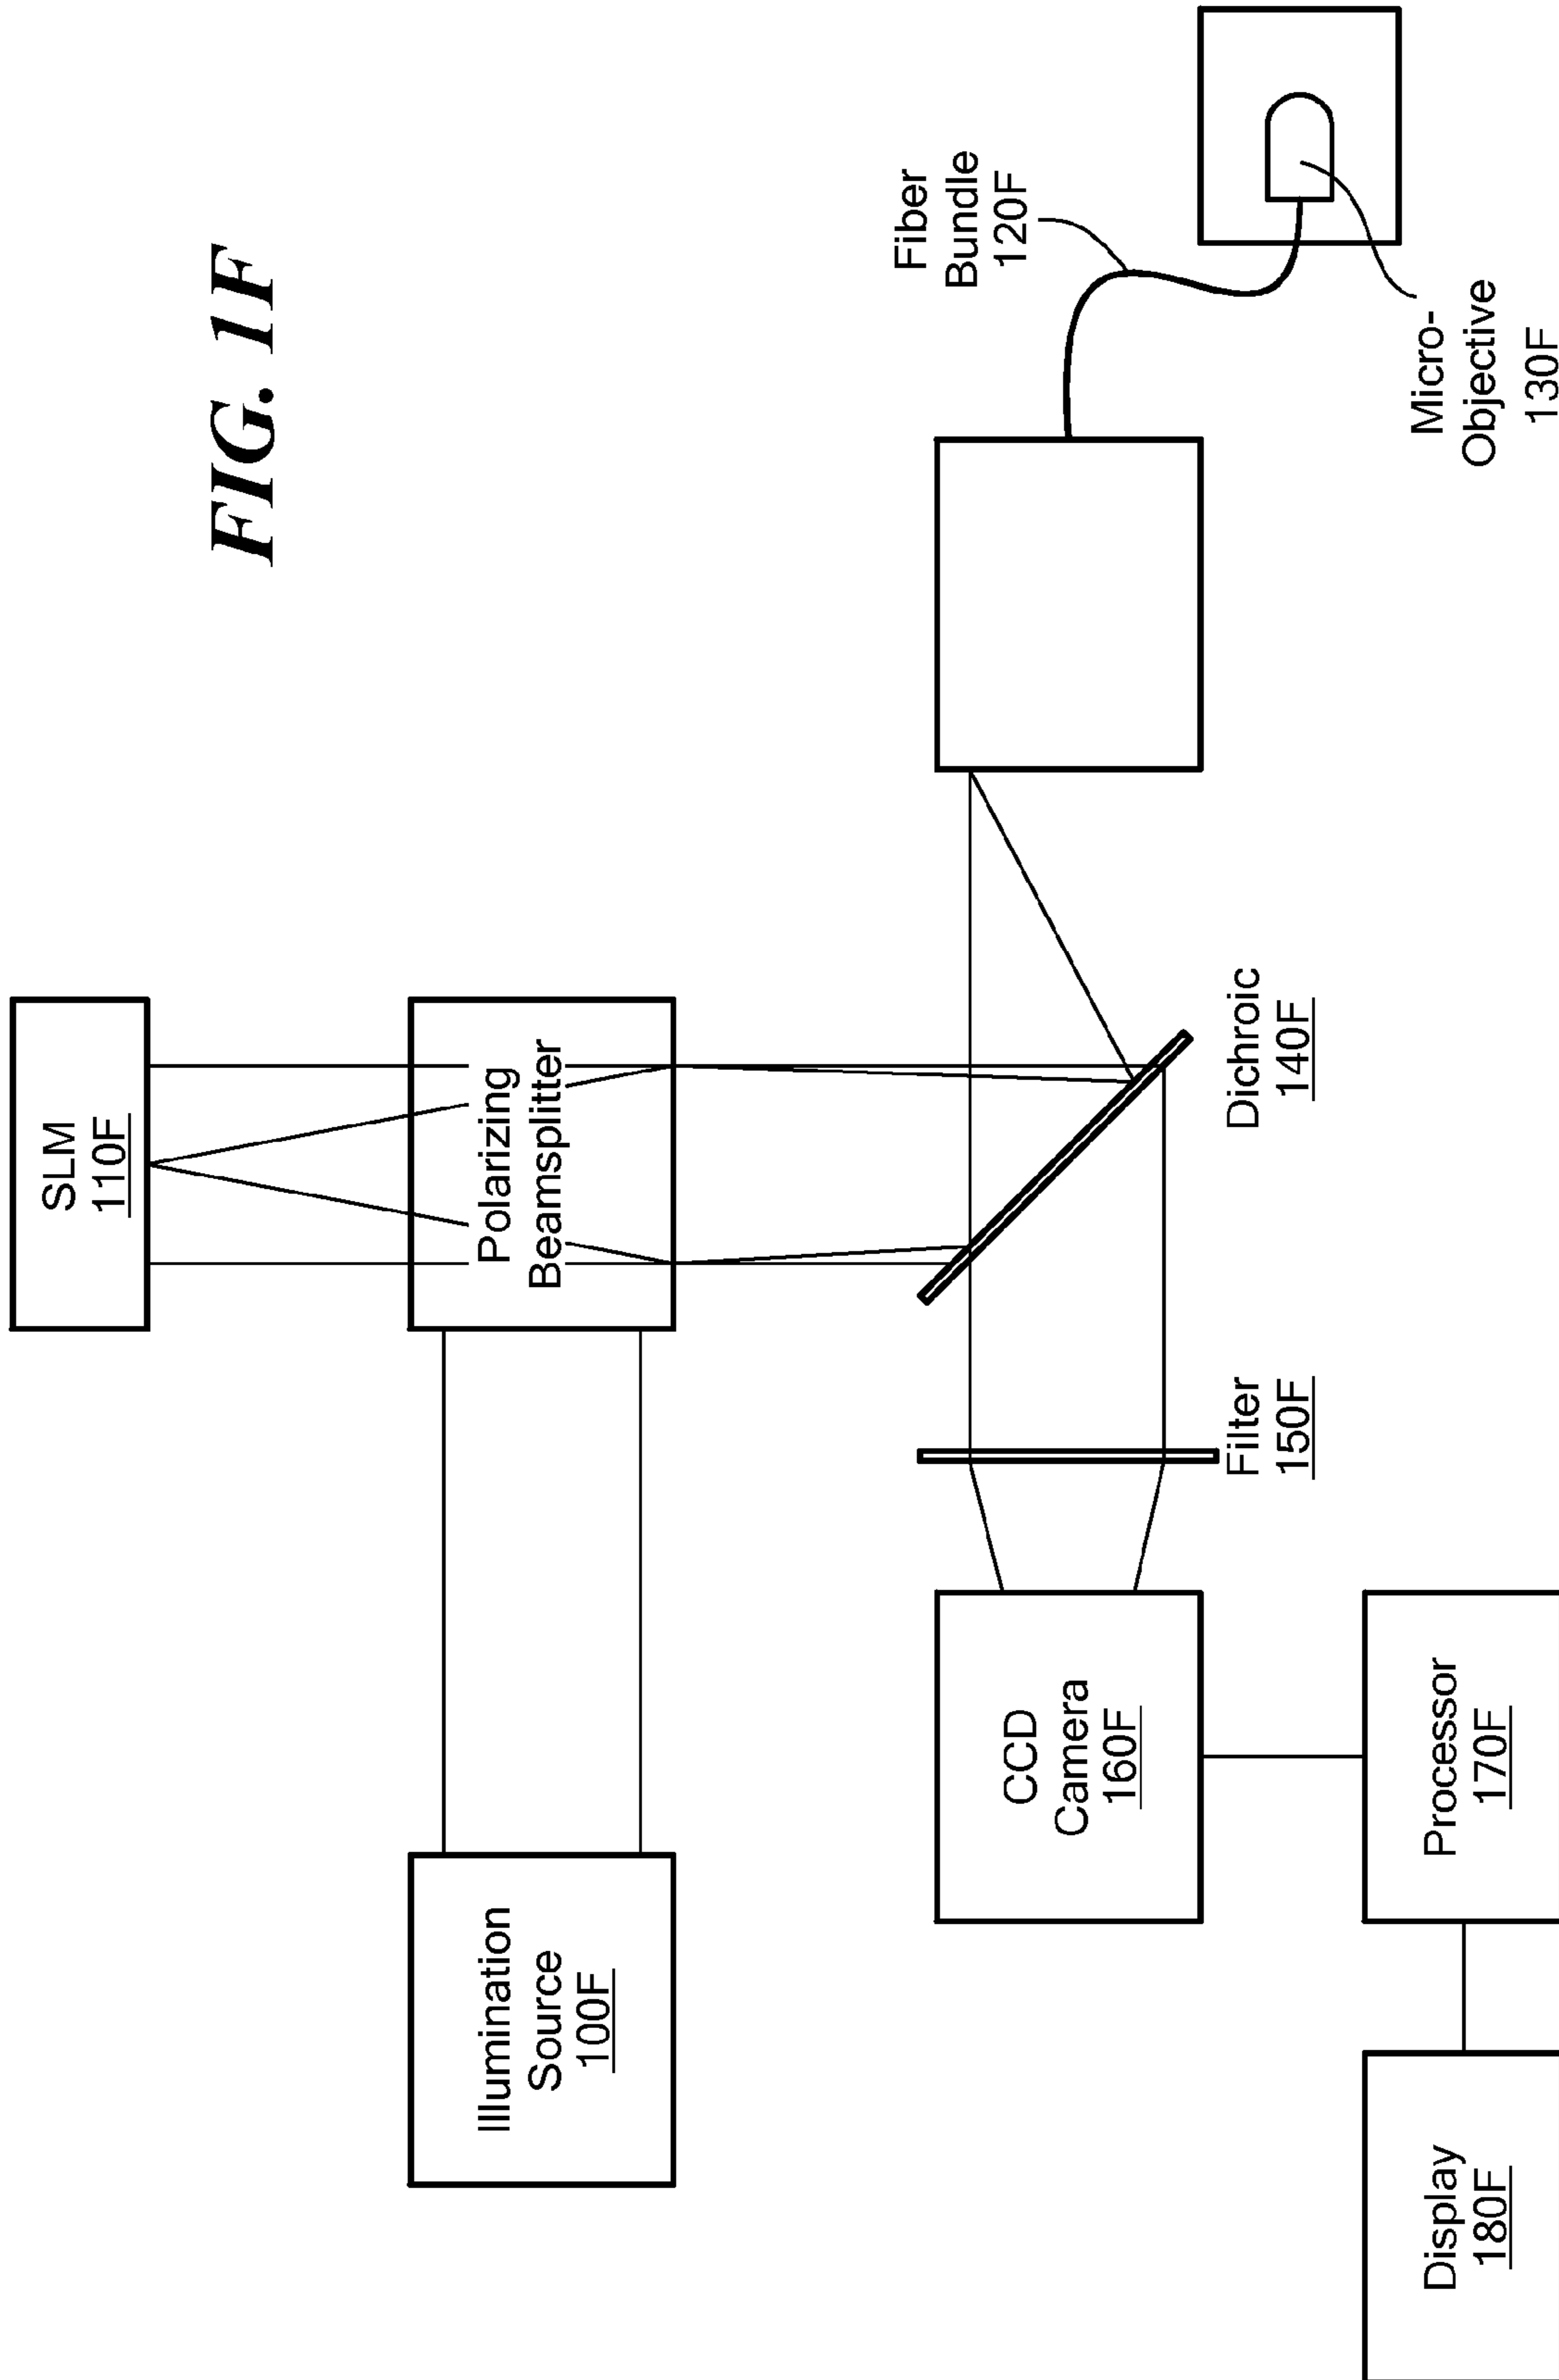 FIG. 1F
SLM
110F
Illumination
Source
100F
Polarizing
Beamsplitter
Fiber
Bundle
120F
CCD
Camera
160F
Filter
150F
Dichroic
140F
Micro-
Objective
130F
Display
180F
Processor
170F